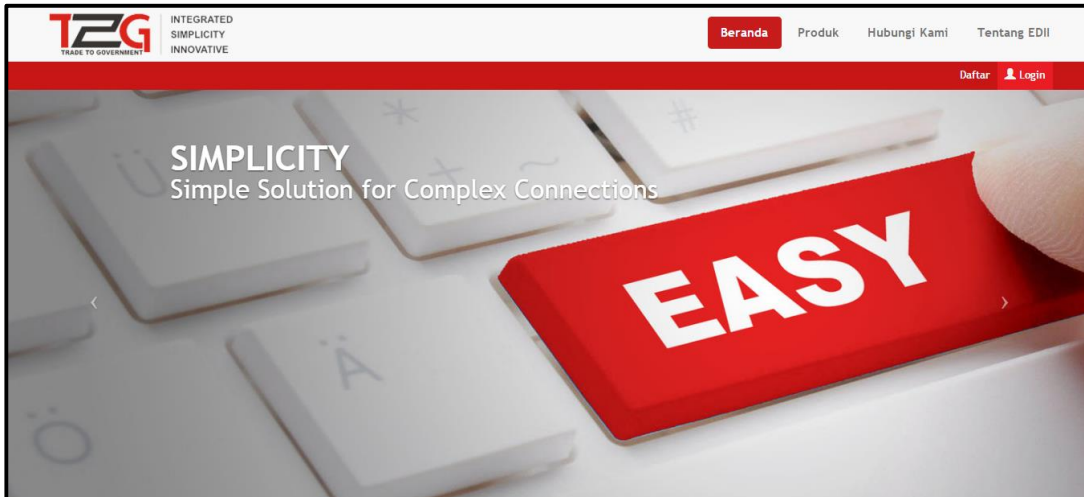 T2G
TRADE TO GOVERNMENT
INTEGRATED
SIMPLICITY
INNOVATIVE
Beranda Produk Hubungi Kami Tentang EDII
Daftar Login
SIMPLICITY
Simple Solution for Complex Connections
EASY
* #
Ü + ~
Ä
Ö